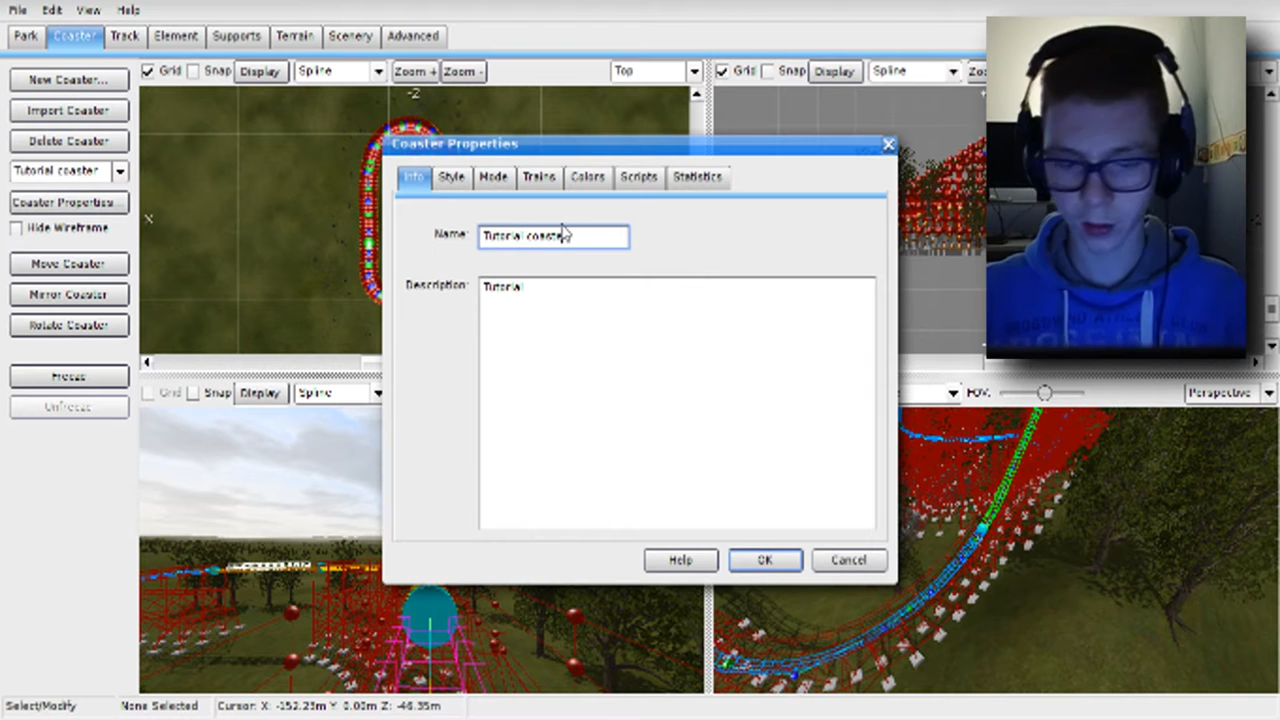 File Edit View Help
Park Coaster Track Element Supports Terrain Scenery Advanced
New Coaster...
Import Coaster
Delete Coaster
Tutorial coaster
Coaster Properties...
Hide Wireframe
Move Coaster
Mirror Coaster
Rotate Coaster
Freeze
Unfreeze
Grid Snap Display Spline Zoom + Zoom - Top
-2
X
Grid Snap Display Spline
Coaster Properties
Info Style Mode Trains Colors Scripts Statistics
Name: Tutorial coaster
Description: Tutorial
Help OK Cancel
Grid Snap Display Spline
FOV: Perspective
Select/Modify None Selected Cursor: X: -152.23m Y: 0.00m Z: -46.35m